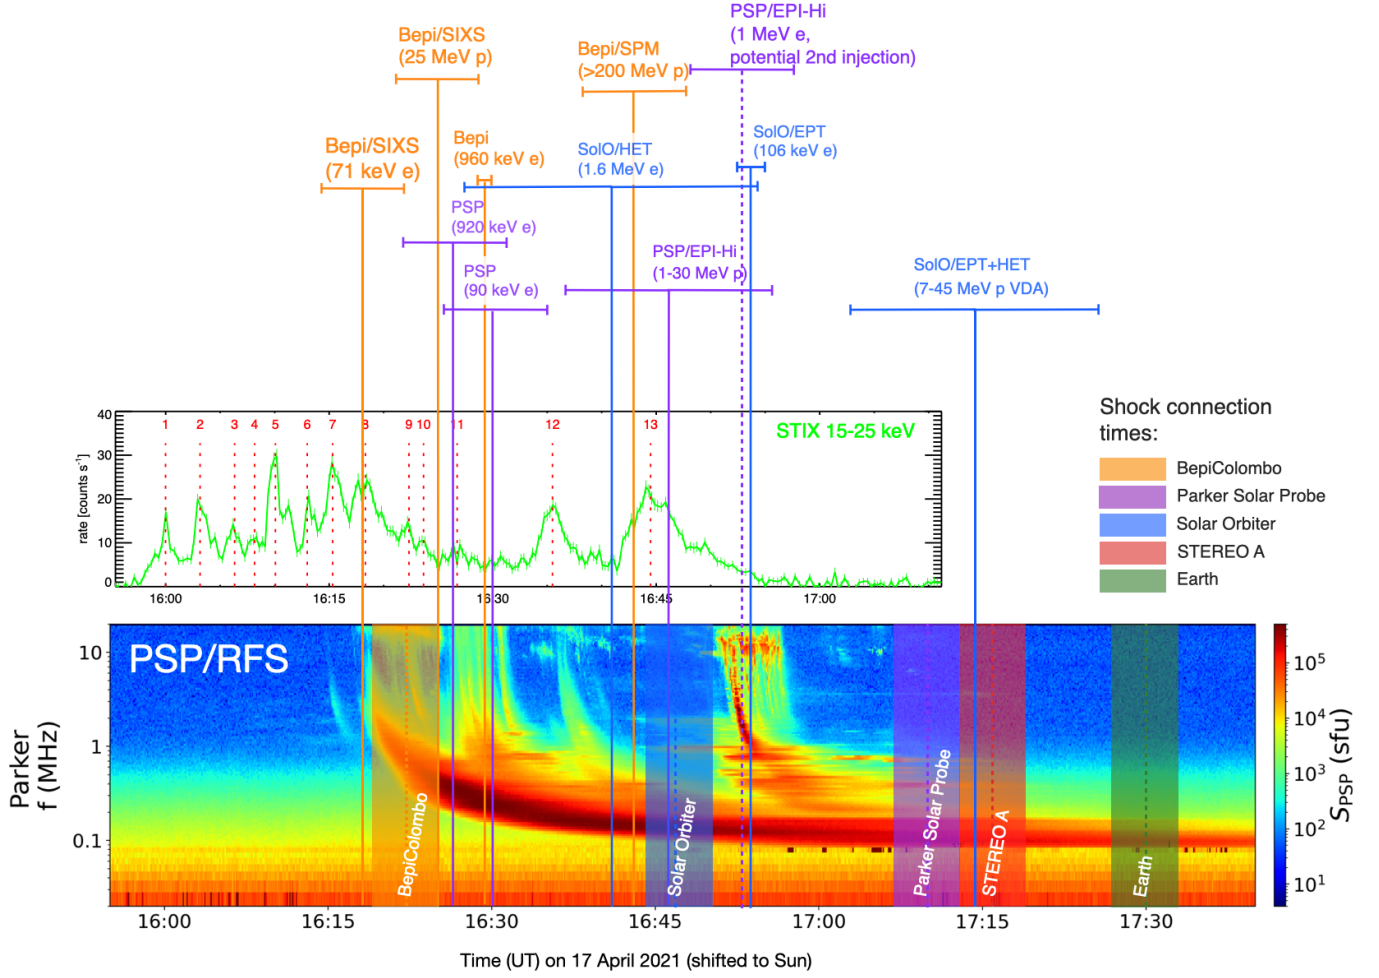 PSP/EPI-Hi
(1 MeV e,
potential 2nd injection)
Bepi/SIXS
(25 MeV p)
Bepi/SPM
(>200 MeV p)
Bepi/SIXS
(71 keV e)
Bepi
(960 keV e)
SolO/HET
(1.6 MeV e)
SolO/EPT
(106 keV e)
PSP
(920 keV e)
PSP
(90 keV e)
PSP/EPI-Hi
(1-30 MeV p)
SolO/EPT+HET
(7-45 MeV p VDA)
40
30
20
10
0
rate [counts s⁻¹]
1 2 3 4 5 6 7 8 9 10 11 12 13
STIX 15-25 keV
16:00 16:15 16:30 16:45 17:00
Shock connection
times:
BepiColombo
Parker Solar Probe
Solar Orbiter
STEREO A
Earth
PSP/RFS
Parker
f (MHz)
10
1
0.1
BepiColombo
Solar Orbiter
Parker Solar Probe
STEREO A
Earth
10⁵
10⁴
10³
10²
10¹
S_PSP (sfu)
16:00 16:15 16:30 16:45 17:00 17:15 17:30
Time (UT) on 17 April 2021 (shifted to Sun)